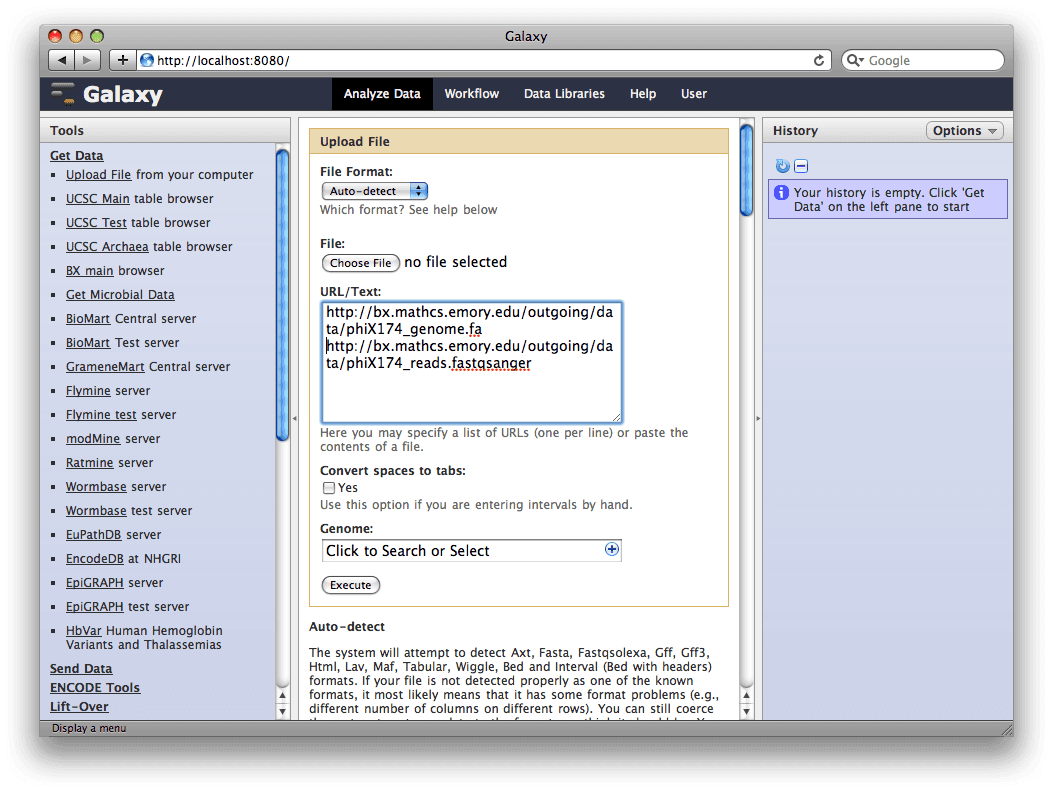 Galaxy
http://localhost:8080/
Google
Galaxy
Analyze Data
Workflow
Data Libraries
Help
User
Tools
Get Data
Upload File from your computer
UCSC Main table browser
UCSC Test table browser
UCSC Archaea table browser
BX main browser
Get Microbial Data
BioMart Central server
BioMart Test server
GrameneMart Central server
Flymine server
Flymine test server
modMine server
Ratmine server
Wormbase server
Wormbase test server
EuPathDB server
EncodeDB at NHGRI
EpiGRAPH server
EpiGRAPH test server
HbVar Human Hemoglobin
Variants and Thalassemias
Send Data
ENCODE Tools
Lift-Over
Upload File
File Format:
Auto-detect
Which format? See help below
File:
Choose File no file selected
URL/Text:
http://bx.mathcs.emory.edu/outgoing/da
ta/phiX174_genome.fa
http://bx.mathcs.emory.edu/outgoing/da
ta/phiX174_reads.fastqsanger
Here you may specify a list of URLs (one per line) or paste the
contents of a file.
Convert spaces to tabs:
Yes
Use this option if you are entering intervals by hand.
Genome:
Click to Search or Select
Execute
Auto-detect
The system will attempt to detect Axt, Fasta, Fastqsolexa, Gff, Gff3,
Html, Lav, Maf, Tabular, Wiggle, Bed and Interval (Bed with headers)
formats. If your file is not detected properly as one of the known
formats, it most likely means that it has some format problems (e.g.,
different number of columns on different rows). You can still coerce
History
Options
Your history is empty. Click 'Get
Data' on the left pane to start
Display a menu